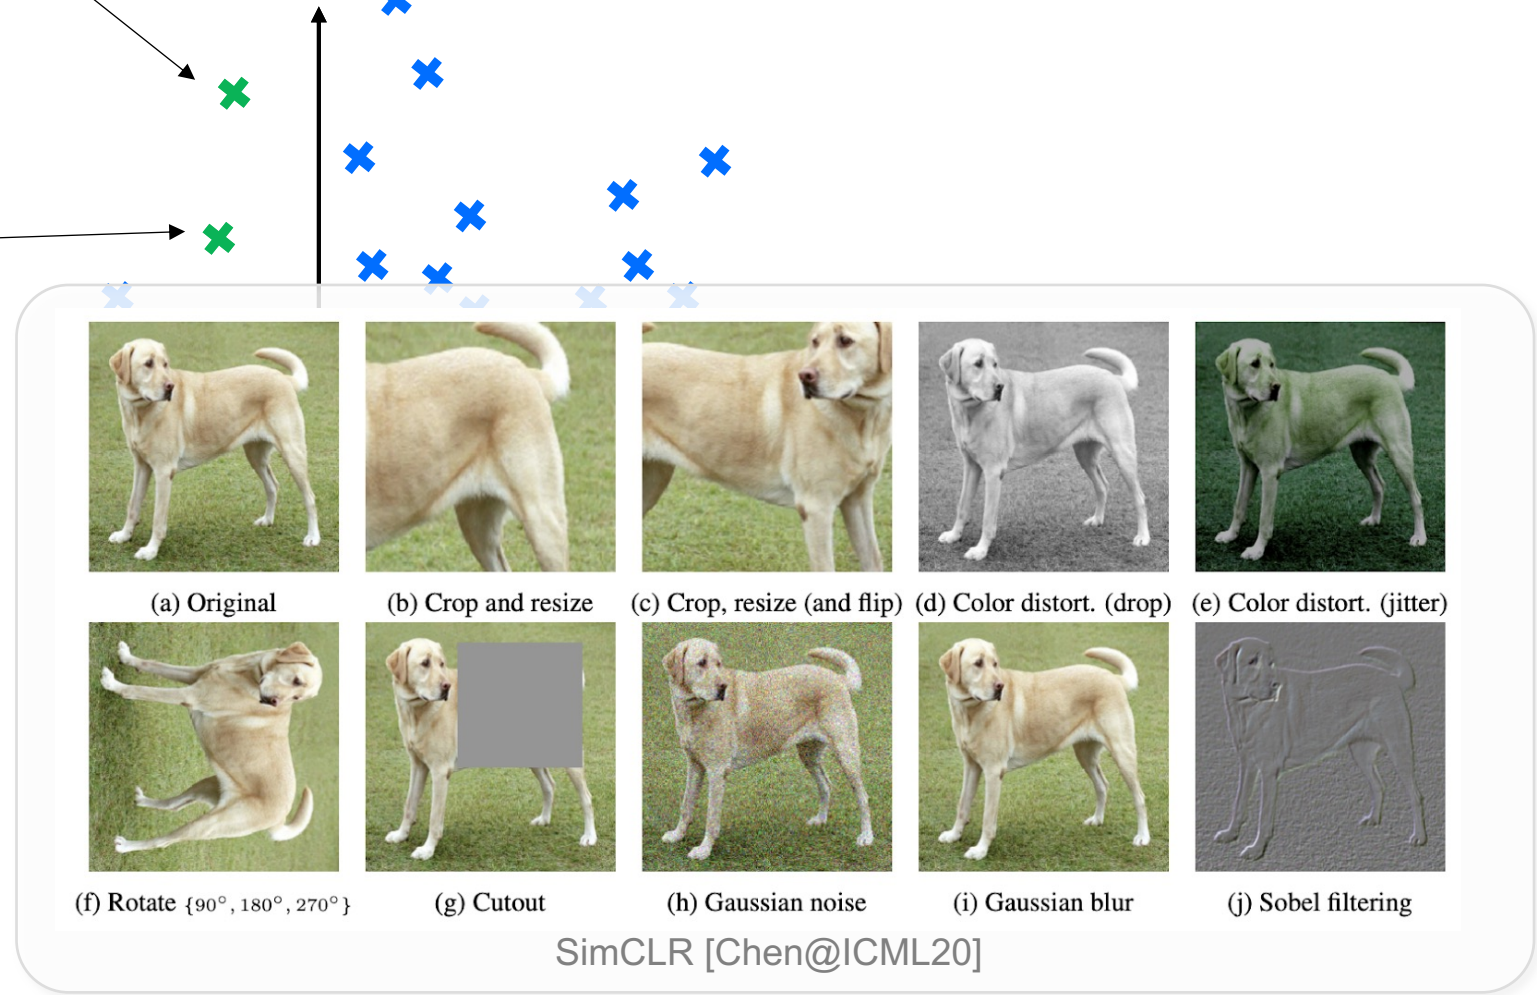 (a) Original
(b) Crop and resize
(c) Crop, resize (and flip)
(d) Color distort. (drop)
(e) Color distort. (jitter)
(f) Rotate {90°, 180°, 270°}
(g) Cutout
(h) Gaussian noise
(i) Gaussian blur
(j) Sobel filtering
SimCLR [Chen@ICML20]